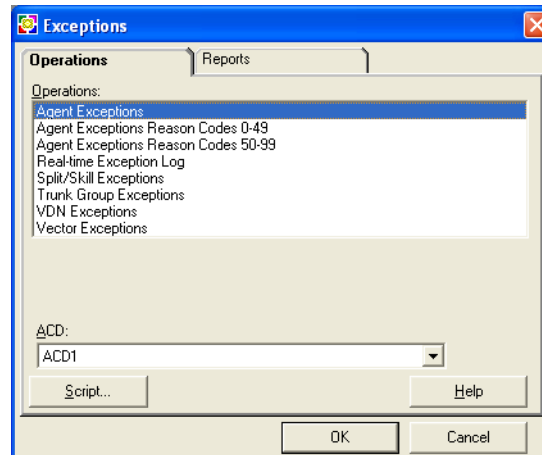 Exceptions
Operations
Reports
Operations:
Agent Exceptions
Agent Exceptions Reason Codes 0-49
Agent Exceptions Reason Codes 50-99
Real-time Exception Log
Split/Skill Exceptions
Trunk Group Exceptions
VDN Exceptions
Vector Exceptions
ACD:
ACD1
Script...
Help
OK
Cancel